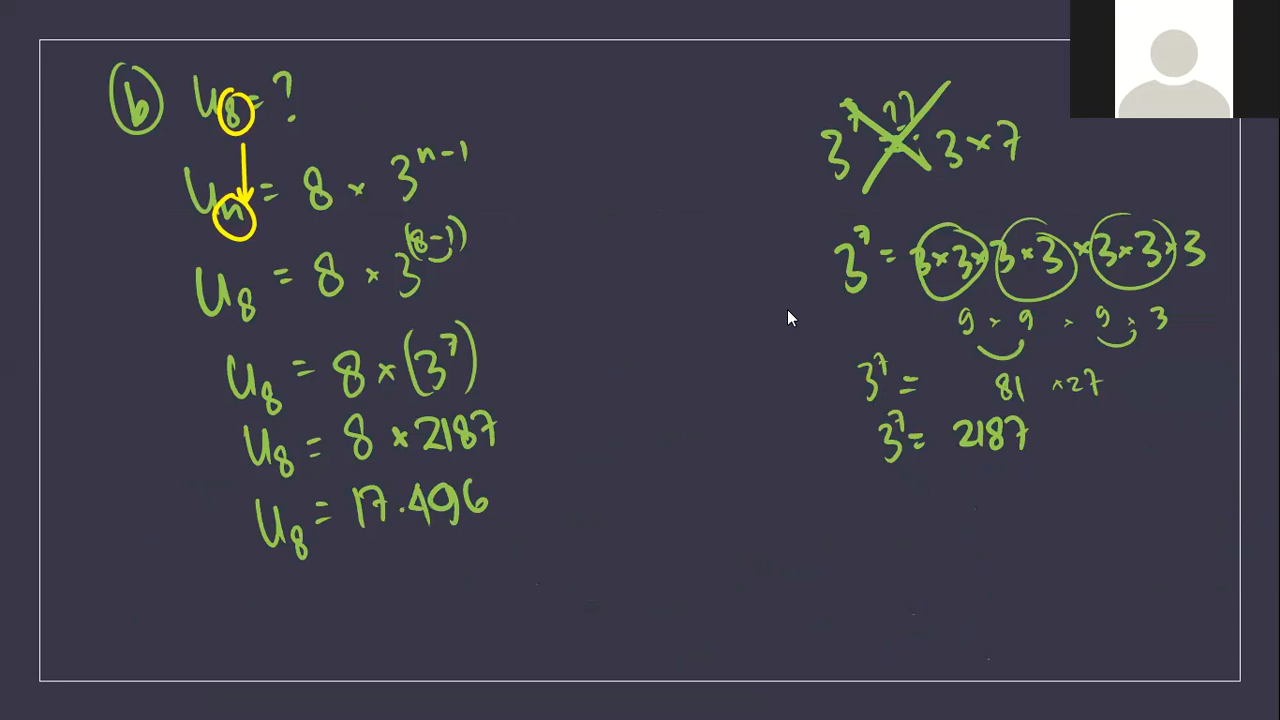 b U8 = ?
Un = 8 × 3^(n-1)
U8 = 8 × 3^(8-1)
U8 = 8 × (3^7)
U8 = 8 × 2187
U8 = 17.496
3^7 = 3 × 7
3^7 = 3 × 3 × 3 × 3 × 3 × 3 × 3
9 × 9 × 9 × 3
3^7 = 81 × 27
3^7 = 2187